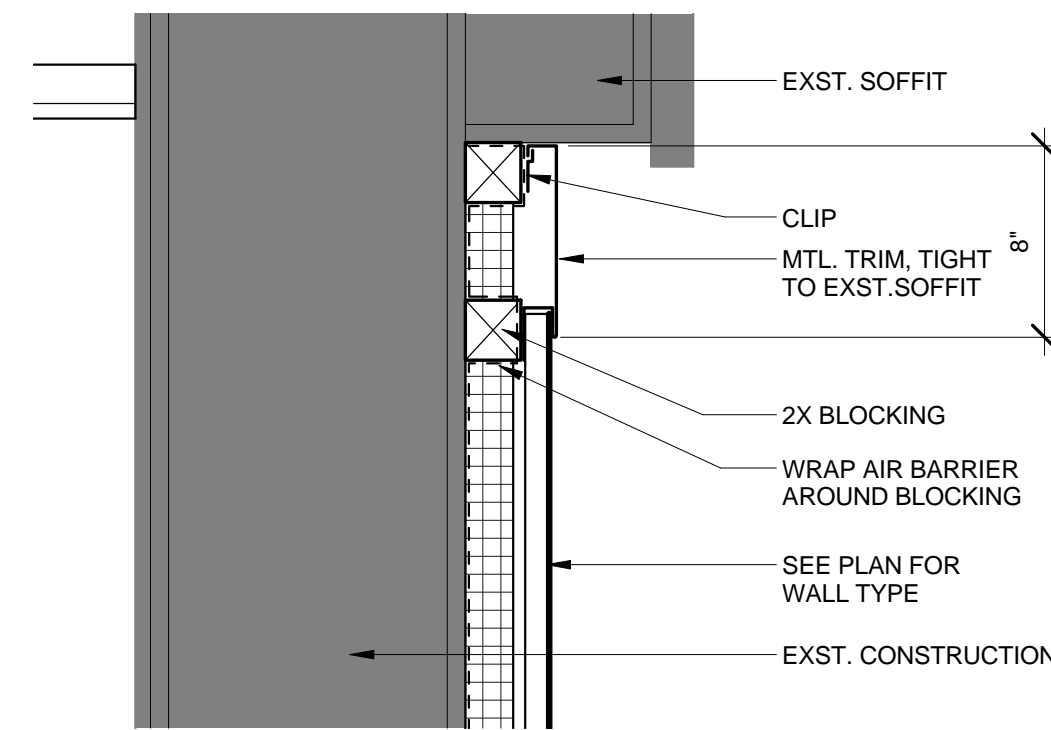 EXST. SOFFIT
CLIP
8"
MTL. TRIM, TIGHT
TO EXST.SOFFIT
2X BLOCKING
WRAP AIR BARRIER
AROUND BLOCKING
SEE PLAN FOR
WALL TYPE
EXST. CONSTRUCTION